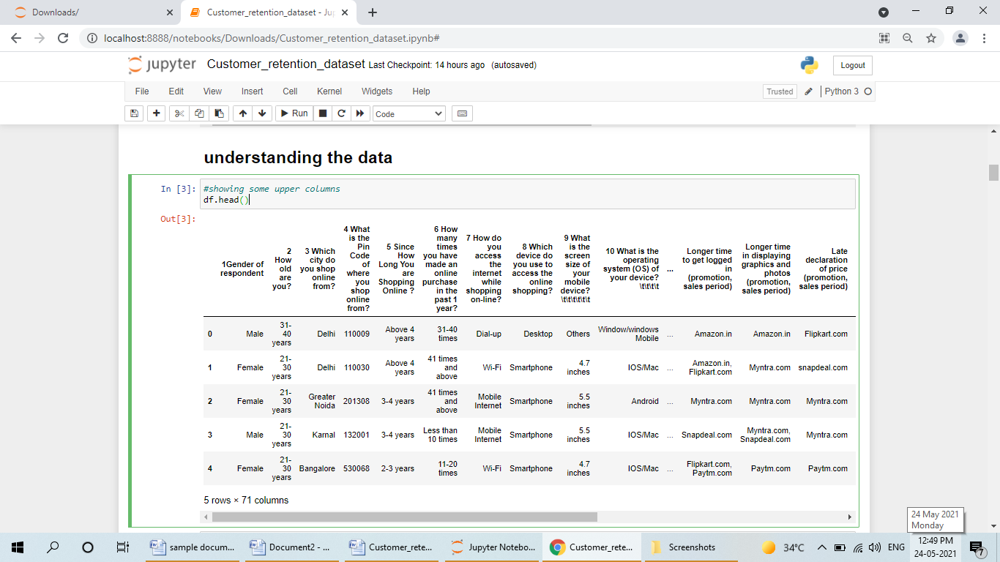 Downloads/
Customer_retention_dataset - Jup
localhost:8888/notebooks/Downloads/Customer_retention_dataset.ipynb#
jupyter Customer_retention_dataset Last Checkpoint: 14 hours ago (autosaved)
Logout
File Edit View Insert Cell Kernel Widgets Help
Trusted
Python 3
Run
Code
understanding the data
In [3]:
#showing some upper columns
df.head()
Out[3]:
1Gender of
respondent
2
How
old
are
you?
3 Which
city do
you shop
online
from?
4 What
is the
Pin
Code
of
where
you
shop
online
from?
5 Since
How
Long You
are
Shopping
Online ?
6 How
many
times
you have
made an
online
purchase
in the
past 1
year?
7 How do
you
access
the
internet
while
shopping
on-line?
8 Which
device do
you use to
access the
online
shopping?
9 What
is the
screen
size of
your
mobile
device?
\t\t\t\t\t\t
10 What is the
operating
system (OS) of
your device?
\t\t\t\t
...
Longer time
to get logged
in
(promotion,
sales period)
Longer time
in displaying
graphics and
photos
(promotion,
sales period)
Late
declaration
of price
(promotion,
sales period)
0 Male 31-40 years Delhi 110009 Above 4 years 31-40 times Dial-up Desktop Others Window/windows Mobile ... Amazon.in Amazon.in Flipkart.com
1 Female 21-30 years Delhi 110030 Above 4 years 41 times and above Wi-Fi Smartphone 4.7 inches IOS/Mac ... Amazon.in, Flipkart.com Myntra.com snapdeal.com
2 Female 21-30 years Greater Noida 201308 3-4 years 41 times and above Mobile Internet Smartphone 5.5 inches Android ... Myntra.com Myntra.com Myntra.com
3 Male 21-30 years Karnal 132001 3-4 years Less than 10 times Mobile Internet Smartphone 5.5 inches IOS/Mac ... Snapdeal.com Myntra.com, Snapdeal.com Myntra.com
4 Female 21-30 years Bangalore 530068 2-3 years 11-20 times Wi-Fi Smartphone 4.7 inches IOS/Mac ... Flipkart.com, Paytm.com Paytm.com Paytm.com
5 rows × 71 columns
24 May 2021
Monday
sample docum...
Document2 - ...
Customer_rete...
Jupyter Notebo...
Customer_rete...
Screenshots
34°C
ENG
12:49 PM
24-05-2021
7